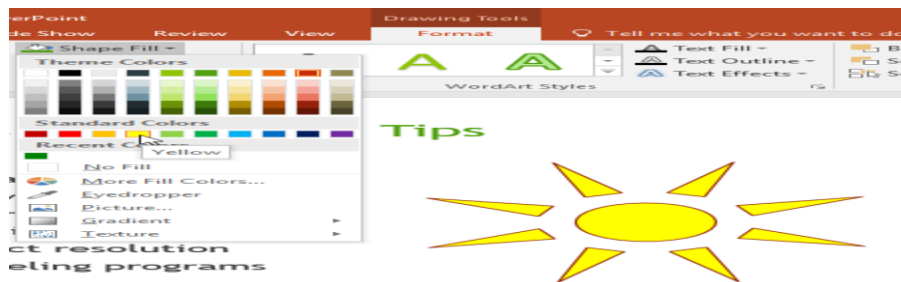 erPoint
Drawing Tools
de Show Review View Format Tell me what you want to do
Shape Fill
Text Fill
Text Outline
Text Effects
WordArt Styles
Theme Colors
Standard Colors
Recent
Yellow
No Fill
More Fill Colors...
Eyedropper
Picture...
Gradient
Texture
Tips
ct resolution
eling programs